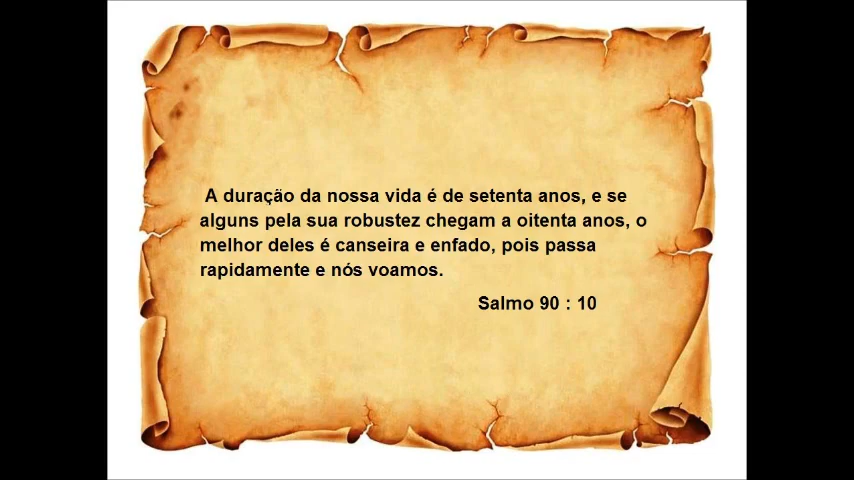 A duração da nossa vida é de setenta anos, e se
alguns pela sua robustez chegam a oitenta anos, o
melhor deles é canseira e enfado, pois passa
rapidamente e nós voamos.
Salmo 90 : 10